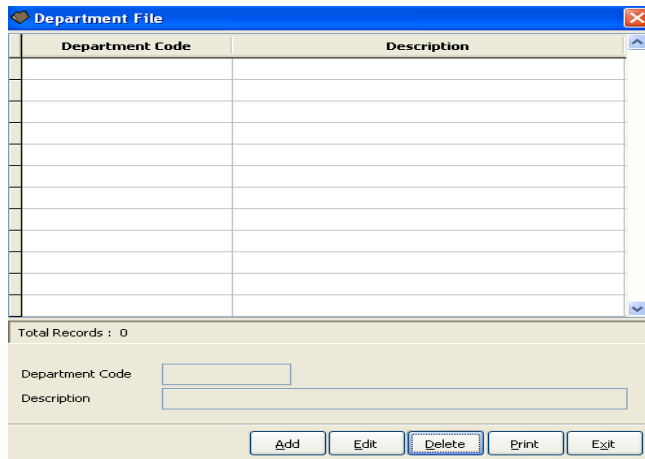 Department File
Department Code Description
Total Records : 0
Department Code
Description
Add Edit Delete Print Exit